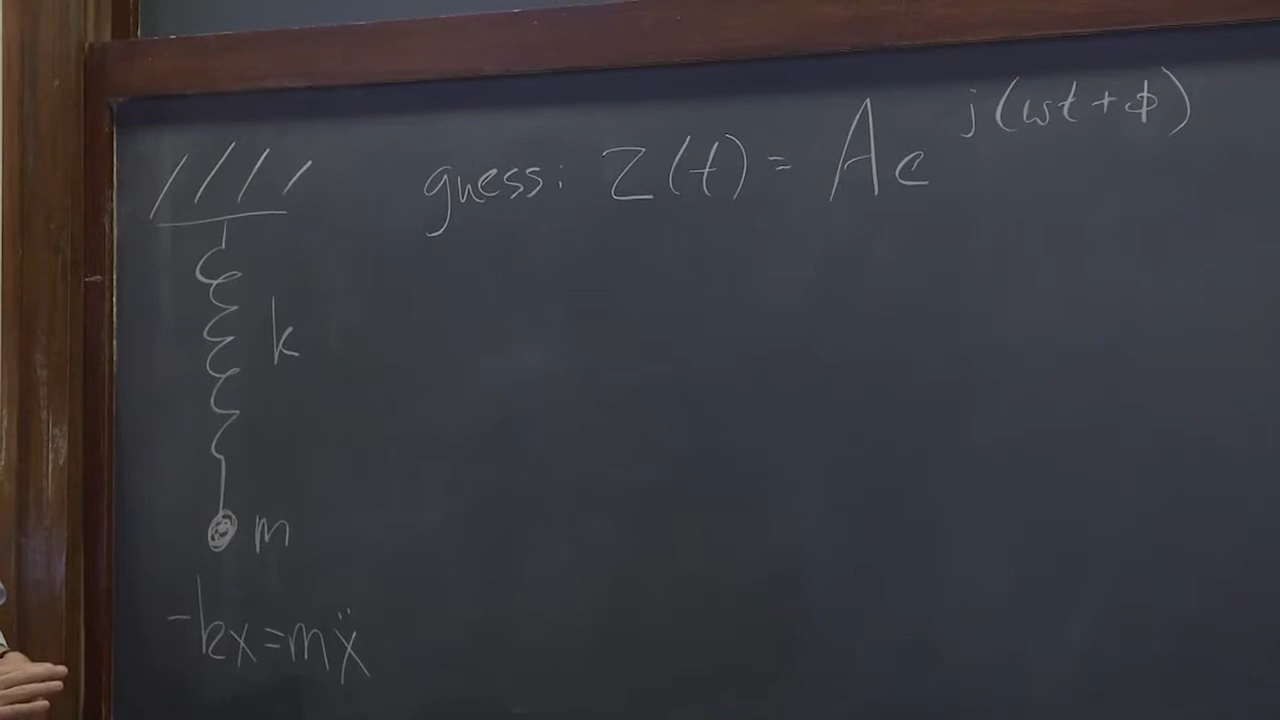 guess: Z(t) = Ae^{j(ωt + ϕ)}
k
m
-kx = mẍ